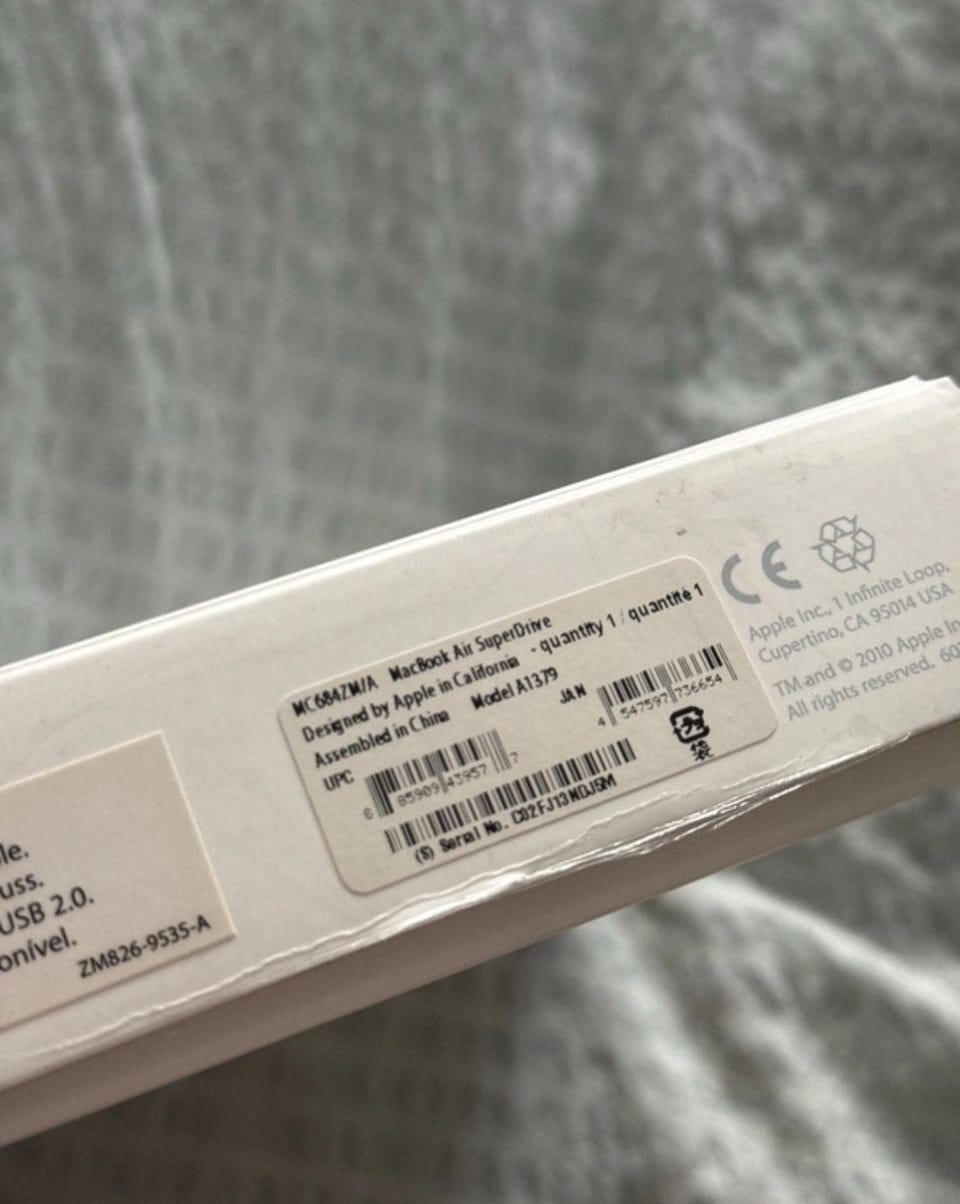 le.
uss.
USB 2.0.
onível.
ZM826-9535-A
MC684ZM/A MacBook Air SuperDrive
Designed by Apple in California - quantity 1 / quantité 1
Assembled in China Model A1379
UPC
8 85909 43957 7
JAN
4 547597 736654
(S) Serial No. C02FJ13WDJ6M
袋
CE
Apple Inc., 1 Infinite Loop,
Cupertino, CA 95014 USA
TM and © 2010 Apple In
All rights reserved. 60